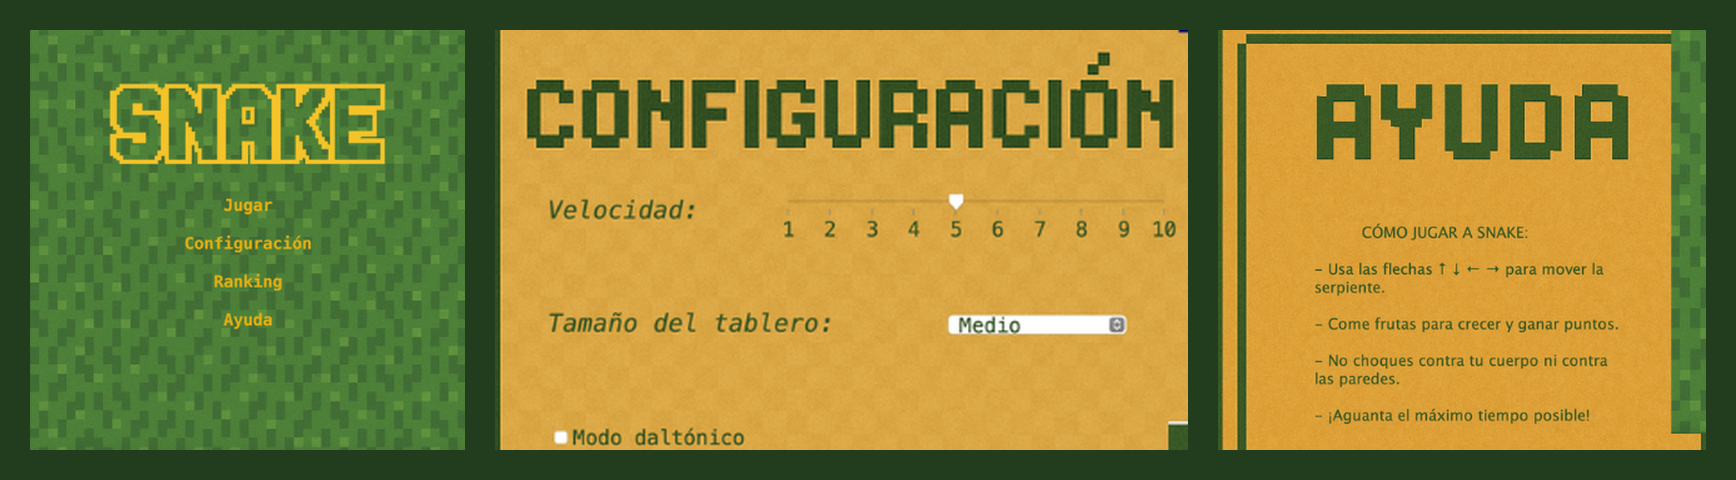 SNAKE
Jugar
Configuración
Ranking
Ayuda
CONFIGURACIÓN
Velocidad:
1 2 3 4 5 6 7 8 9 10
Tamaño del tablero:
Medio
Modo daltónico
AYUDA
CÓMO JUGAR A SNAKE:
– Usa las flechas ↑ ↓ ← → para mover la
serpiente.
– Come frutas para crecer y ganar puntos.
– No choques contra tu cuerpo ni contra
las paredes.
– ¡Aguanta el máximo tiempo posible!